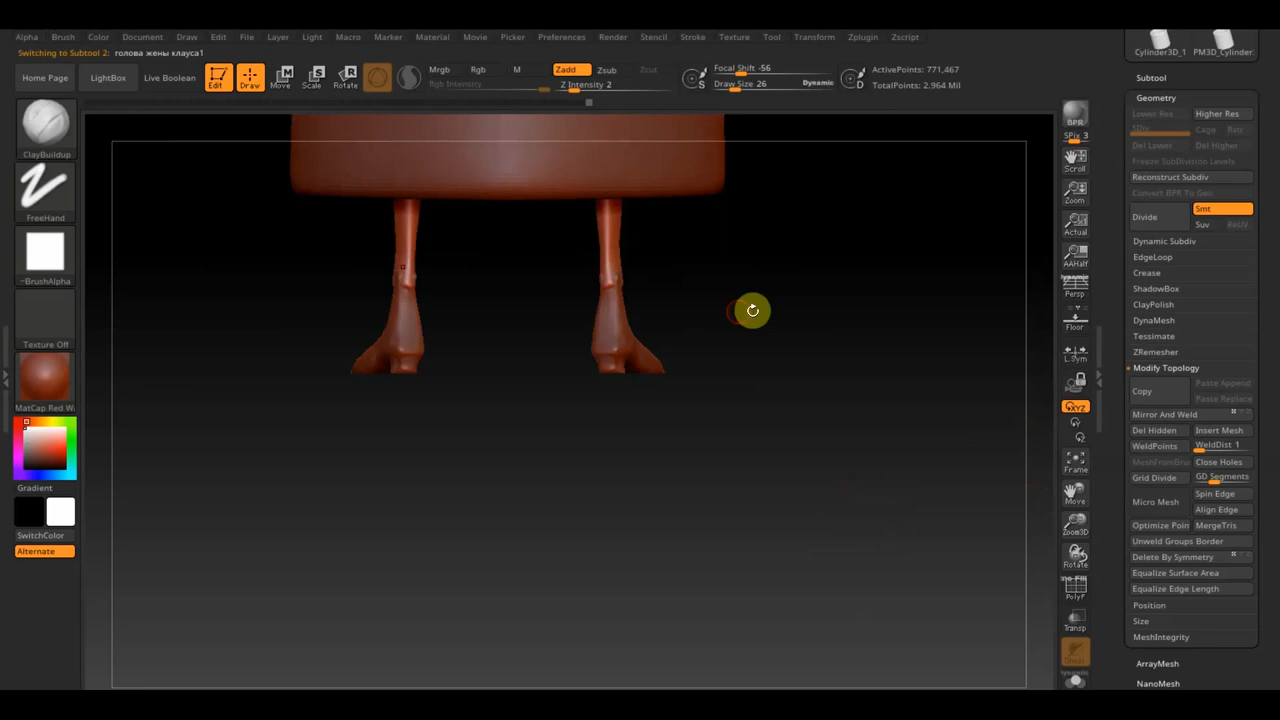 Alpha Brush Color Document Draw Edit File Layer Light Macro Marker Material Movie Picker Preferences Render Stencil Stroke Texture Tool Transform Zplugin Zscript
Switching to Subtool 2: голова жены клауса1
Cylinder3D_1 PM3D_Cylinder.
Home Page LightBox Live Boolean Edit Draw Move Scale Rotate
Mrgb Rgb M Zadd Zsub Zcut
Rgb Intensity Z Intensity 2
Focal Shift -56
Draw Size 26 Dynamic
S D
ActivePoints: 771,467
TotalPoints: 2.964 Mil
ClayBuildup
FreeHand
~BrushAlpha
Texture Off
MatCap Red W
Gradient
SwitchColor
Alternate
BPR
SPix 3
Scroll
Zoom
Actual
AAHalf
Persp
Floor
L.Sym
XYZ
Frame
Move
Zoom3D
Rotate
PolyF
Transp
Subtool
Geometry
Lower Res Higher Res
SDiv Cage Rstr
Del Lower Del Higher
Freeze SubDivision Levels
Reconstruct Subdiv
Convert BPR To Geo
Divide Smt
Suv ReUV
Dynamic Subdiv
EdgeLoop
Crease
ShadowBox
ClayPolish
DynaMesh
Tessimate
ZRemesher
Modify Topology
Copy Paste Append
Paste Replace
Mirror And Weld
Del Hidden Insert Mesh
WeldPoints WeldDist 1
MeshFromBru Close Holes
Grid Divide GD Segments
Micro Mesh Spin Edge
Align Edge
Optimize Poin MergeTris
Unweld Groups Border
Delete By Symmetry
Equalize Surface Area
Equalize Edge Length
Position
Size
MeshIntegrity
ArrayMesh
NanoMesh